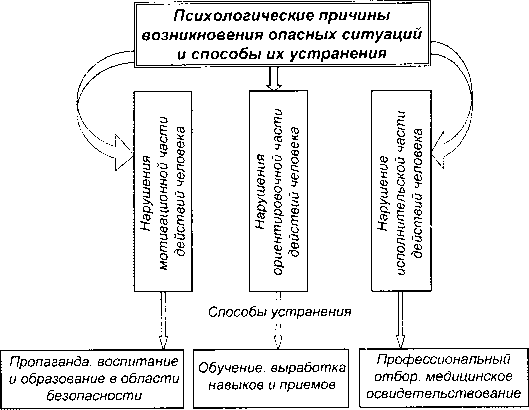 Психологические причины
возникновения опасных ситуаций
и способы их устранения
Нарушения
мотивационной части
действий человека
Нарушения
ориентировочной части
действий человека
Нарушение
исполнительской части
действий человека
Способы устранения
Пропаганда. воспитание
и образование в области
безопасности
Обучение. выработка
навыков и приемов
Профессиональный
отбор. медицинское
освидетельствование